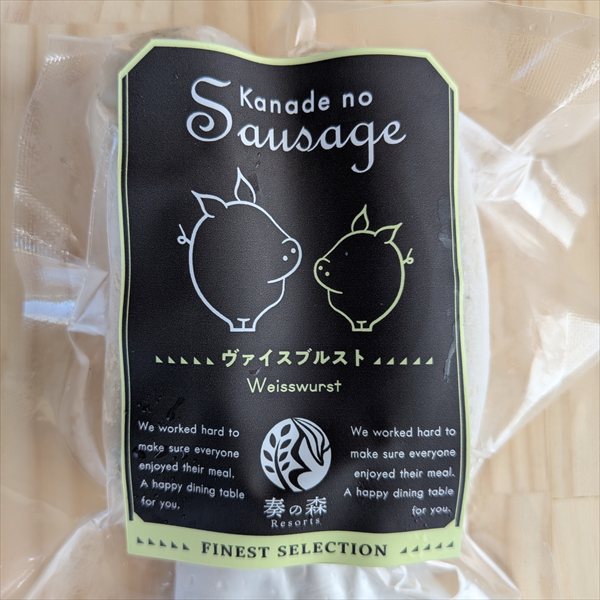 Kanade no
Sausage
ヴァイスブルスト
Weisswurst
We worked hard to
make sure everyone
enjoyed their meal.
A happy dining table
for you.
We worked hard to
make sure everyone
enjoyed their meal.
A happy dining table
for you.
奏の森
Resorts
FINEST SELECTION